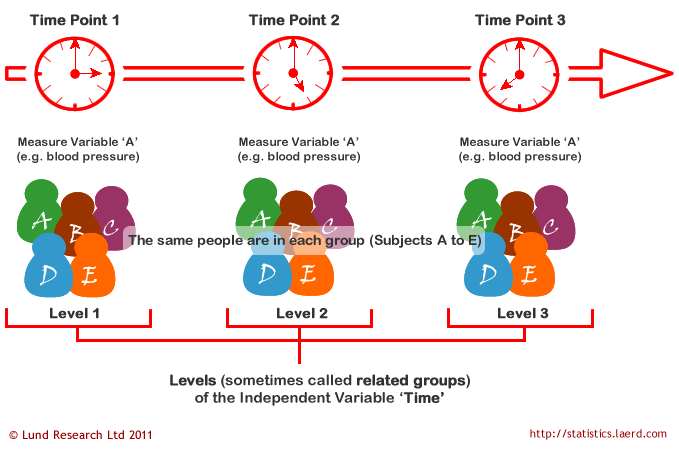 Time Point 1
Time Point 2
Time Point 3
Measure Variable ‘A’
(e.g. blood pressure)
Measure Variable ‘A’
(e.g. blood pressure)
Measure Variable ‘A’
(e.g. blood pressure)
A B C
A B C
A B C
The same people are in each group (Subjects A to E)
D E
D E
D E
Level 1
Level 2
Level 3
Levels (sometimes called related groups)
of the Independent Variable ‘Time’
© Lund Research Ltd 2011
http://statistics.laerd.com